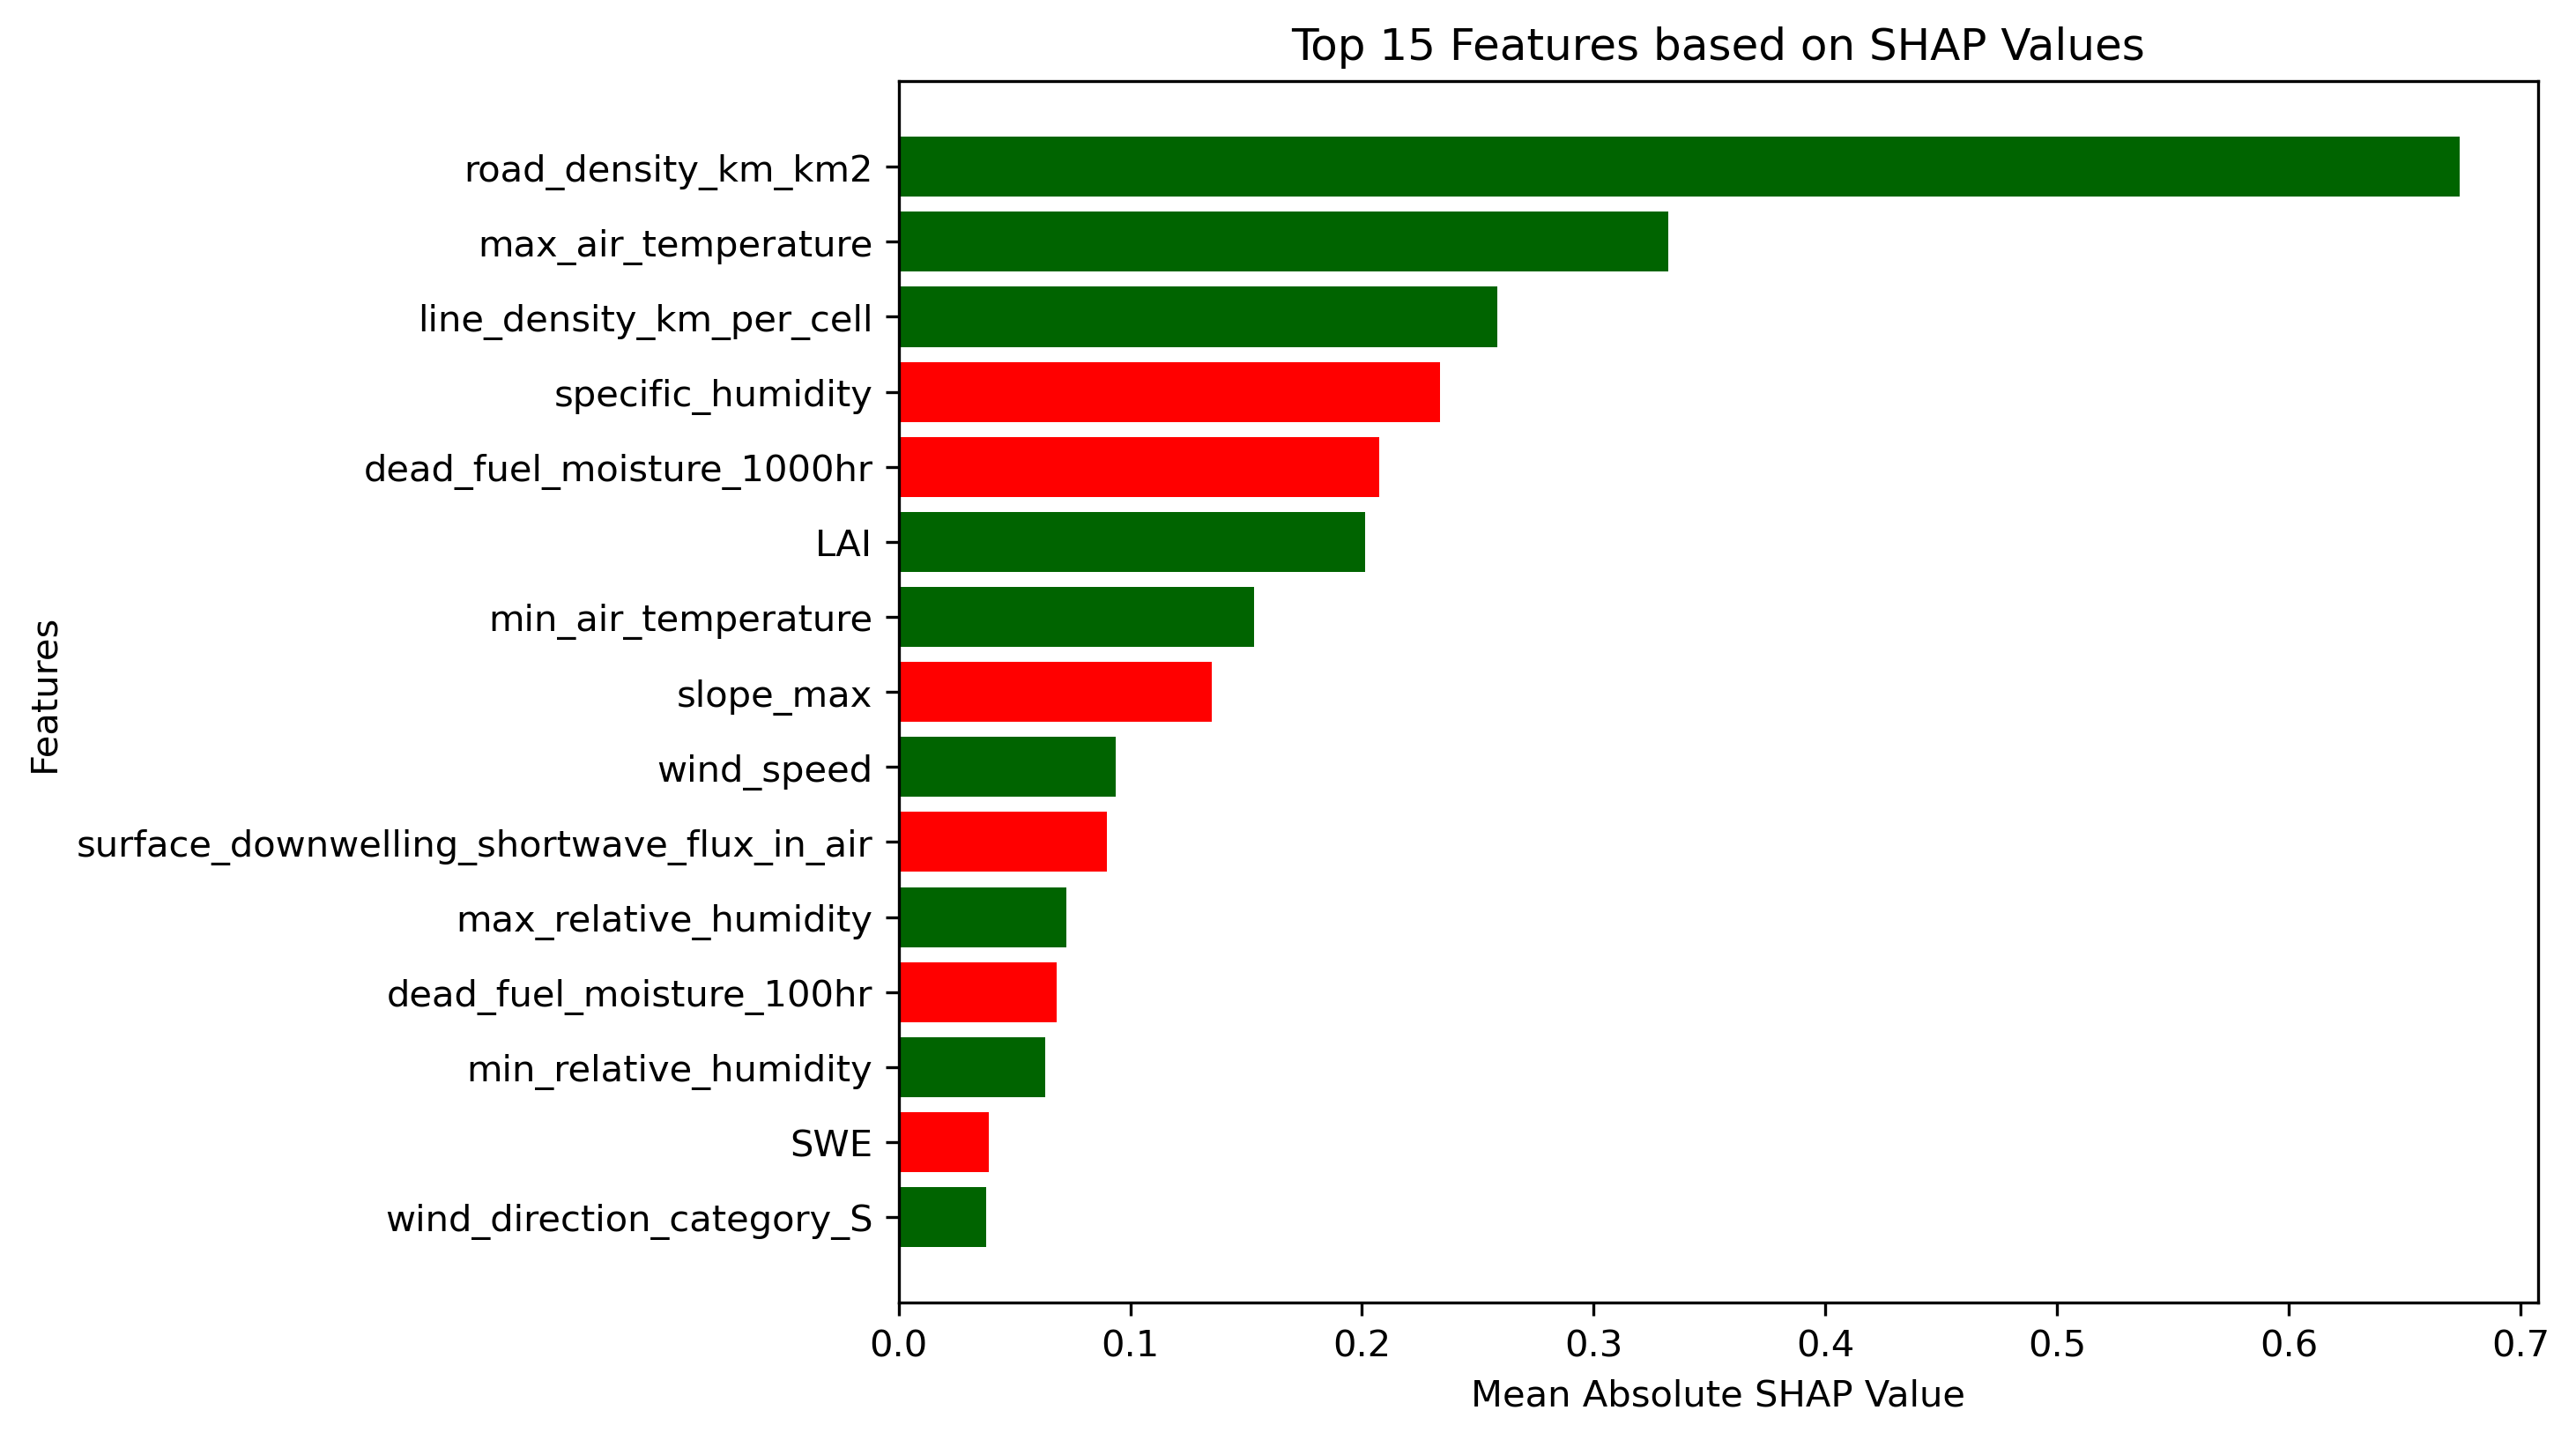 Top 15 Features based on SHAP Values
Features
road_density_km_km2
max_air_temperature
line_density_km_per_cell
specific_humidity
dead_fuel_moisture_1000hr
LAI
min_air_temperature
slope_max
wind_speed
surface_downwelling_shortwave_flux_in_air
max_relative_humidity
dead_fuel_moisture_100hr
min_relative_humidity
SWE
wind_direction_category_S
0.0 0.1 0.2 0.3 0.4 0.5 0.6 0.7
Mean Absolute SHAP Value